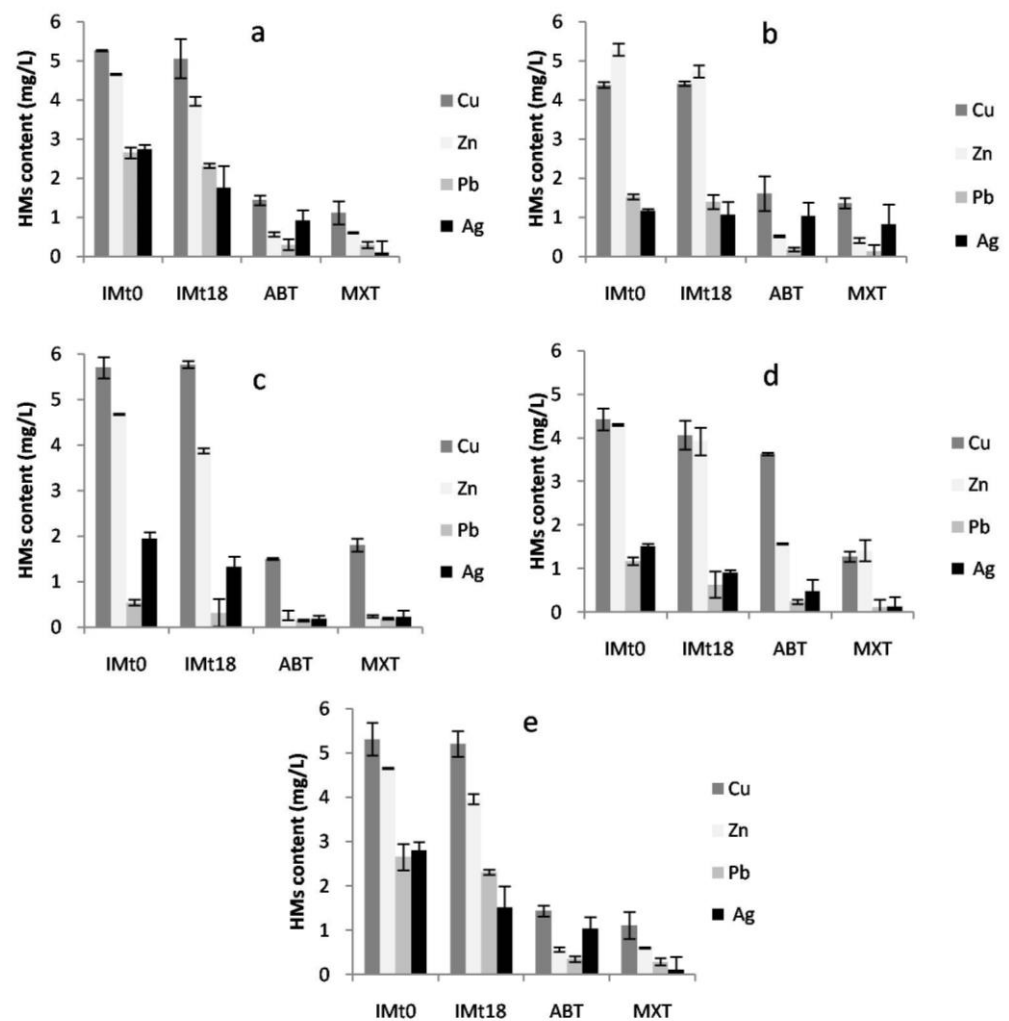 a
HMs content (mg/L)
6
5
4
3
2
1
0
IMt0 IMt18 ABT MXT
Cu
Zn
Pb
Ag
b
HMs content (mg/L)
6
5
4
3
2
1
0
IMt0 IMt18 ABT MXT
Cu
Zn
Pb
Ag
c
HMs content (mg/L)
6
5
4
3
2
1
0
IMt0 IMt18 ABT MXT
Cu
Zn
Pb
Ag
d
HMs content (mg/L)
6
5
4
3
2
1
0
IMt0 IMt18 ABT MXT
Cu
Zn
Pb
Ag
e
HMs content (mg/L)
6
5
4
3
2
1
0
IMt0 IMt18 ABT MXT
Cu
Zn
Pb
Ag